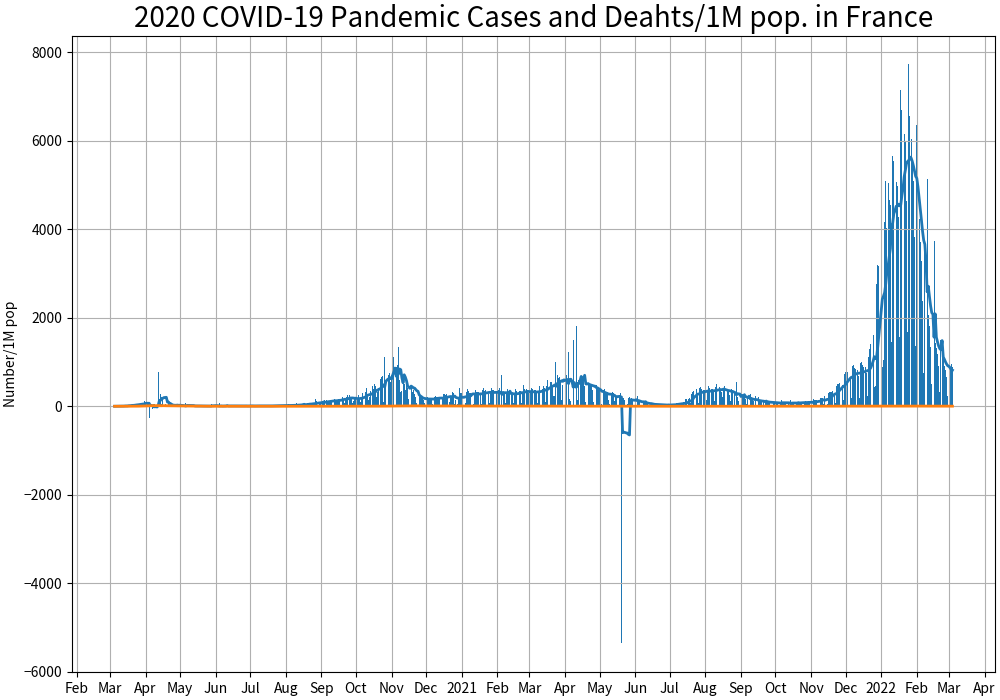 2020 COVID-19 Pandemic Cases and Deahts/1M pop. in France
Number/1M pop
8000
6000
4000
2000
0
−2000
−4000
−6000
Feb Mar Apr May Jun Jul Aug Sep Oct Nov Dec 2021 Feb Mar Apr May Jun Jul Aug Sep Oct Nov Dec 2022 Feb Mar Apr